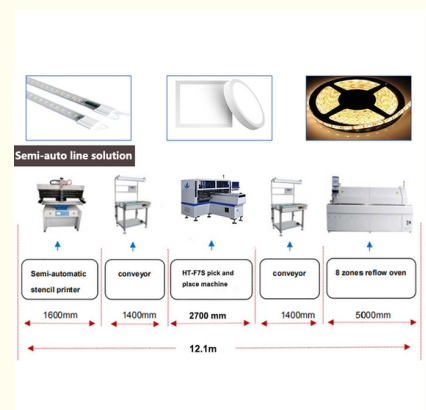 Semi-auto line solution
Semi-automatic
stencil printer
conveyor
HT-F7S pick and
place machine
conveyor
8 zones reflow oven
1600mm
1400mm
2700 mm
1400mm
5000mm
12.1m